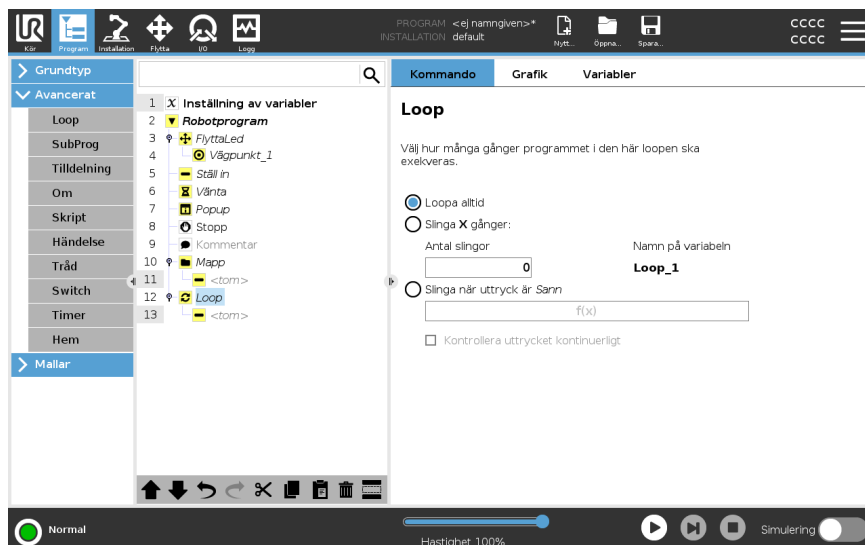 UR
Kör
Program
Installation
Flytta
I/O
Logg
PROGRAM <ej namngiven>*
INSTALLATION default
Nytt...
Öppna...
Spara...
cccc
cccc
Grundtyp
Avancerat
Loop
SubProg
Tilldelning
Om
Skript
Händelse
Tråd
Switch
Timer
Hem
Mallar
1 X Inställning av variabler
2 Robotprogram
3 FlyttaLed
4 Vägpunkt_1
5 Ställ in
6 Vänta
7 Popup
8 Stopp
9 Kommentar
10 Mapp
11 <tom>
12 Loop
13 <tom>
Kommando
Grafik
Variabler
Loop
Välj hur många gånger programmet i den här loopen ska
exekveras.
Loopa alltid
Slinga X gånger:
Antal slingor
Namn på variabeln
0
Loop_1
Slinga när uttryck är Sann
f(x)
Kontrollera uttrycket kontinuerligt
Normal
Hastighet 100%
Simulering